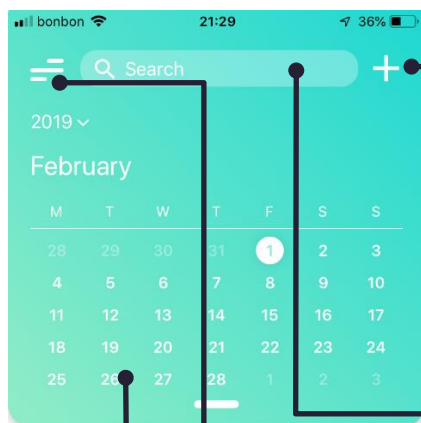 bonbon 21:29 36%
Search
2019
February
M T W T F S S
28 29 30 31 1 2 3
4 5 6 7 8 9 10
11 12 13 14 15 16 17
18 19 20 21 22 23 24
25 26 27 28 1 2 3